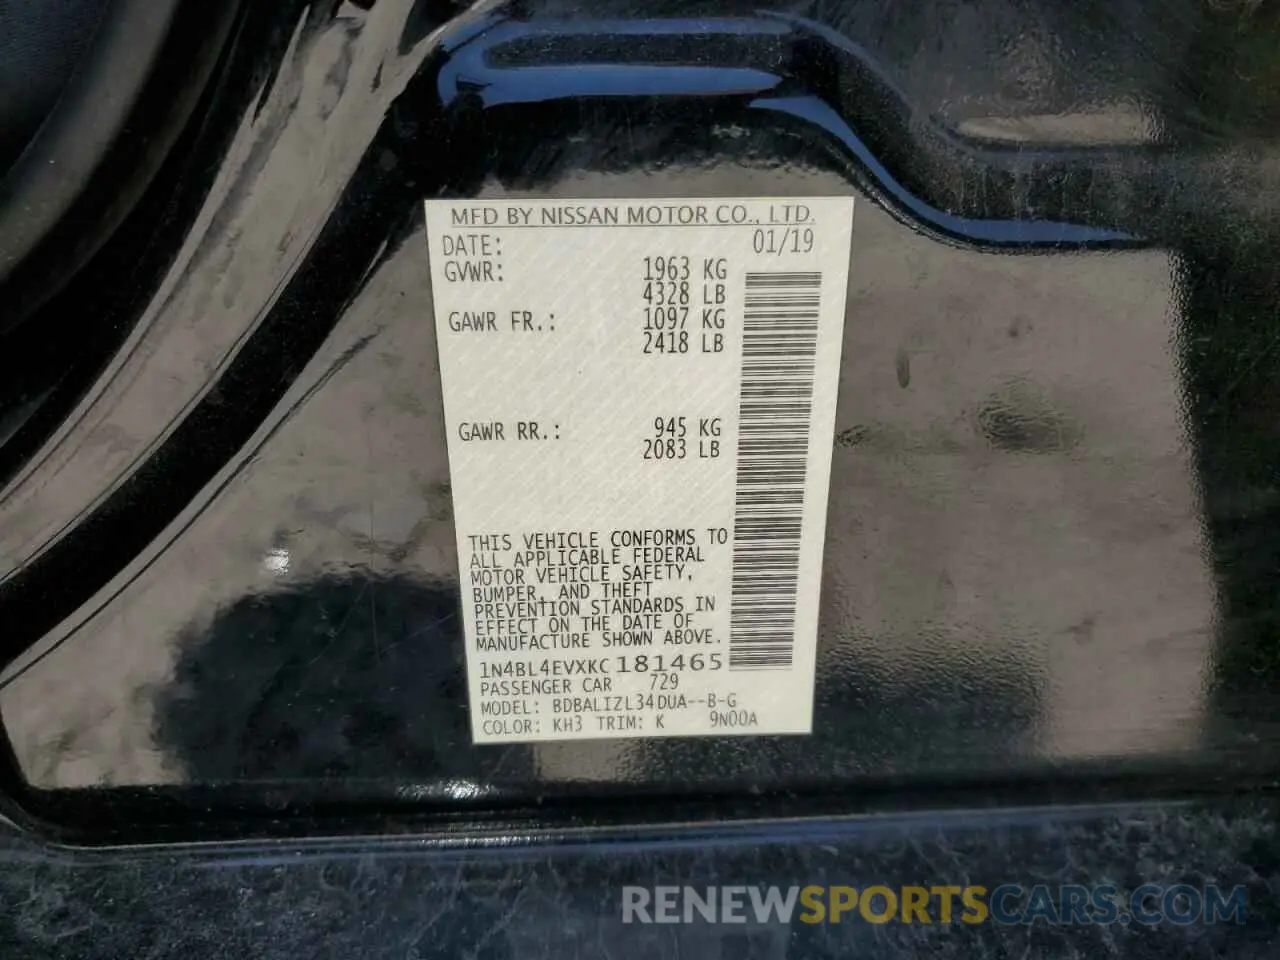 MFD BY NISSAN MOTOR CO., LTD.
DATE: 01/19
GVWR: 1963 KG
4328 LB
GAWR FR.: 1097 KG
2418 LB
GAWR RR.: 945 KG
2083 LB
THIS VEHICLE CONFORMS TO
ALL APPLICABLE FEDERAL
MOTOR VEHICLE SAFETY,
BUMPER, AND THEFT
PREVENTION STANDARDS IN
EFFECT ON THE DATE OF
MANUFACTURE SHOWN ABOVE.
1N4BL4EVXKC181465
PASSENGER CAR 729
MODEL: BDBALIZL34DUA--B-G
COLOR: KH3 TRIM: K 9N00A
RENEWSPORTSCARS.COM